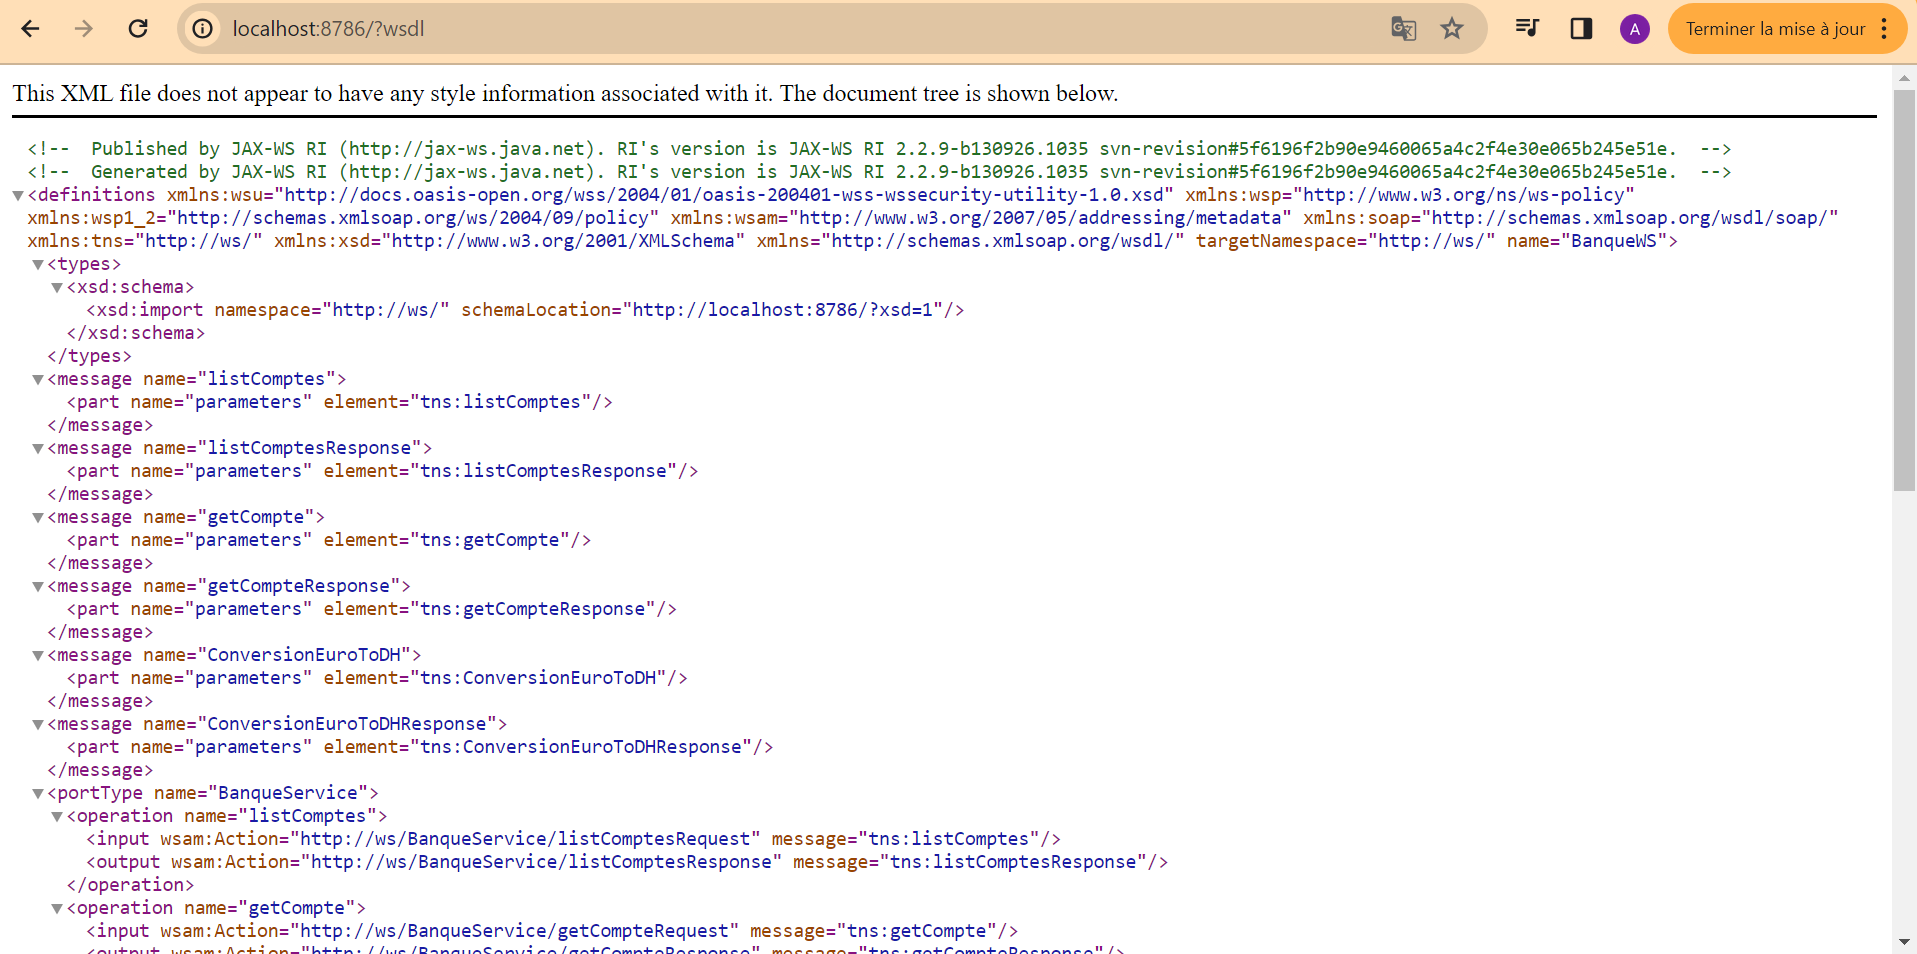 localhost:8786/?wsdl
A
Terminer la mise à jour
This XML file does not appear to have any style information associated with it. The document tree is shown below.
<!--  Published by JAX-WS RI (http://jax-ws.java.net). RI's version is JAX-WS RI 2.2.9-b130926.1035 svn-revision#5f6196f2b90e9460065a4c2f4e30e065b245e51e.  -->
<!--  Generated by JAX-WS RI (http://jax-ws.java.net). RI's version is JAX-WS RI 2.2.9-b130926.1035 svn-revision#5f6196f2b90e9460065a4c2f4e30e065b245e51e.  -->
<definitions xmlns:wsu="http://docs.oasis-open.org/wss/2004/01/oasis-200401-wss-wssecurity-utility-1.0.xsd" xmlns:wsp="http://www.w3.org/ns/ws-policy"
xmlns:wsp1_2="http://schemas.xmlsoap.org/ws/2004/09/policy" xmlns:wsam="http://www.w3.org/2007/05/addressing/metadata" xmlns:soap="http://schemas.xmlsoap.org/wsdl/soap/"
xmlns:tns="http://ws/" xmlns:xsd="http://www.w3.org/2001/XMLSchema" xmlns="http://schemas.xmlsoap.org/wsdl/" targetNamespace="http://ws/" name="BanqueWS">
<types>
<xsd:schema>
<xsd:import namespace="http://ws/" schemaLocation="http://localhost:8786/?xsd=1"/>
</xsd:schema>
</types>
<message name="listComptes">
<part name="parameters" element="tns:listComptes"/>
</message>
<message name="listComptesResponse">
<part name="parameters" element="tns:listComptesResponse"/>
</message>
<message name="getCompte">
<part name="parameters" element="tns:getCompte"/>
</message>
<message name="getCompteResponse">
<part name="parameters" element="tns:getCompteResponse"/>
</message>
<message name="ConversionEuroToDH">
<part name="parameters" element="tns:ConversionEuroToDH"/>
</message>
<message name="ConversionEuroToDHResponse">
<part name="parameters" element="tns:ConversionEuroToDHResponse"/>
</message>
<portType name="BanqueService">
<operation name="listComptes">
<input wsam:Action="http://ws/BanqueService/listComptesRequest" message="tns:listComptes"/>
<output wsam:Action="http://ws/BanqueService/listComptesResponse" message="tns:listComptesResponse"/>
</operation>
<operation name="getCompte">
<input wsam:Action="http://ws/BanqueService/getCompteRequest" message="tns:getCompte"/>
<output wsam:Action="http://ws/BanqueService/getCompteResponse" message="tns:getCompteResponse"/>